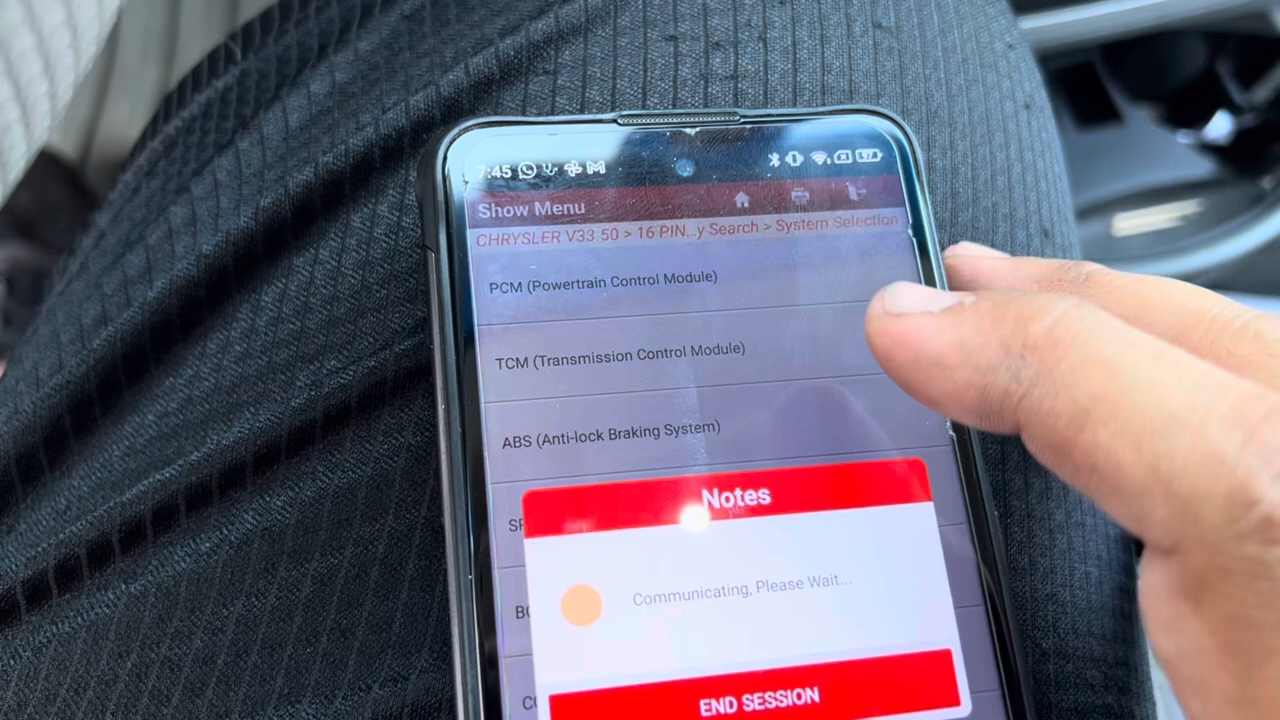 7:45
97
Show Menu
CHRYSLER V33 50 > 16 PIN...y Search > System Selection
PCM (Powertrain Control Module)
TCM (Transmission Control Module)
ABS (Anti-lock Braking System)
Notes
Communicating, Please Wait...
END SESSION